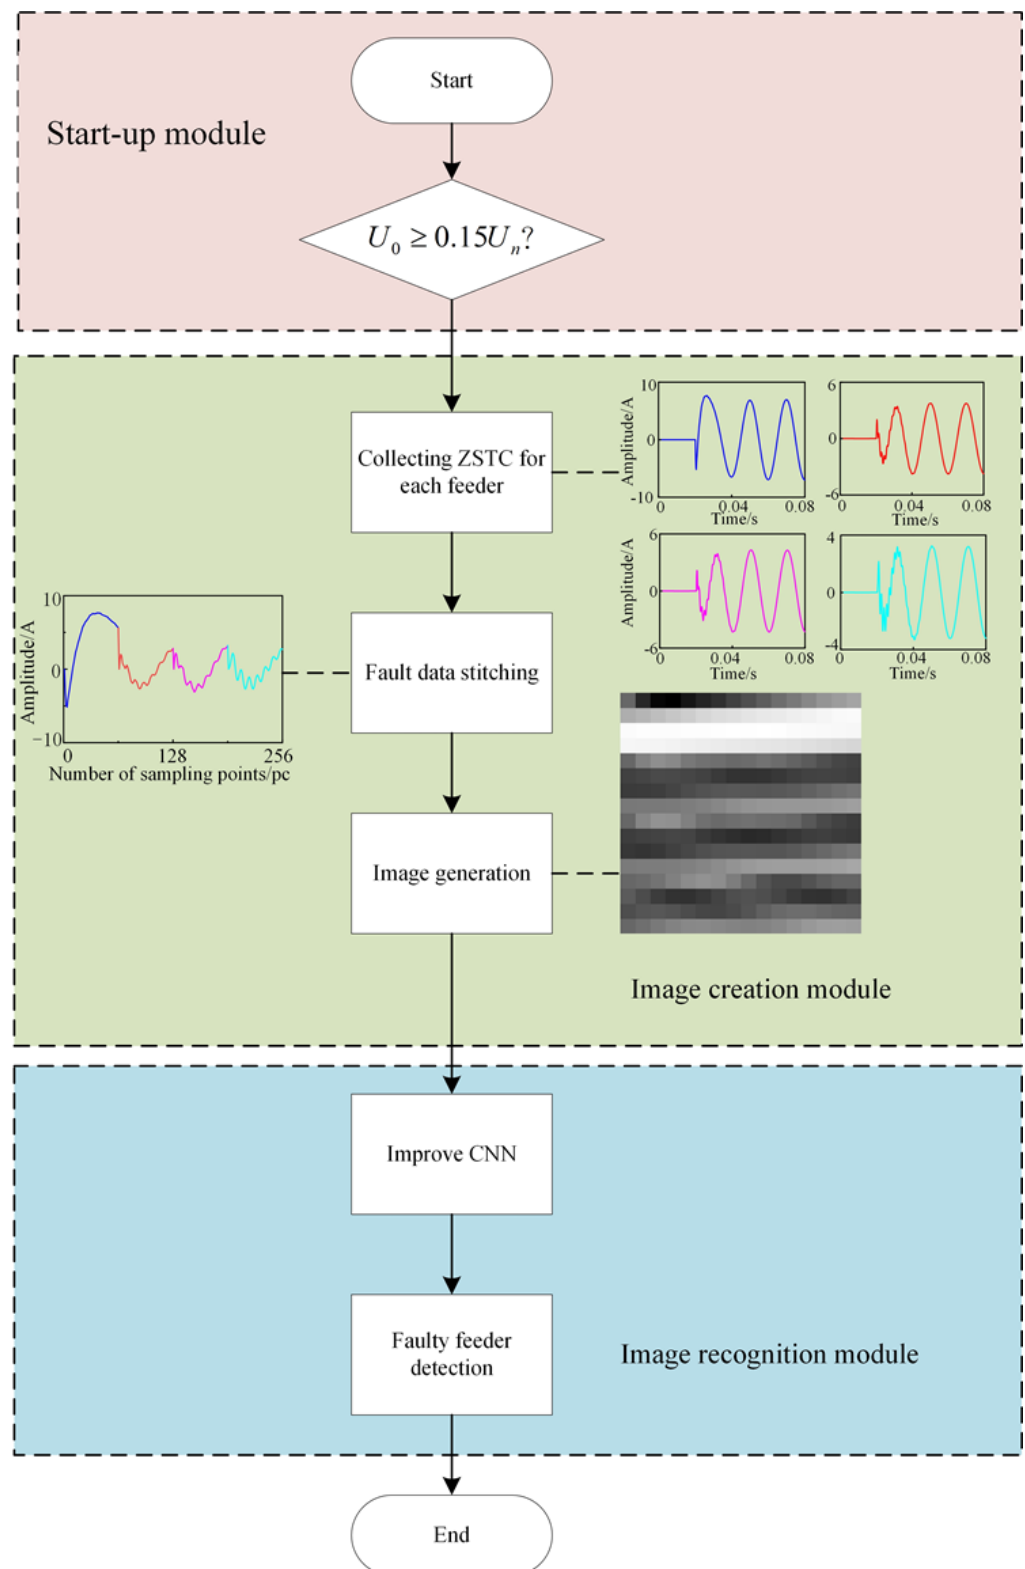 Start
Start-up module
U₀ ≥ 0.15Uₙ?
Collecting ZSTC for
each feeder
Amplitude/A
10
0
-10
0
0.04
0.08
Time/s
6
0
-6
0
0.04
0.08
Time/s
Amplitude/A
6
0
-6
0
0.04
0.08
Time/s
4
0
-4
0
0.04
0.08
Time/s
Amplitude/A
10
0
−10
0
128
256
Number of sampling points/pc
Fault data stitching
Image generation
Image creation module
Improve CNN
Faulty feeder
detection
Image recognition module
End